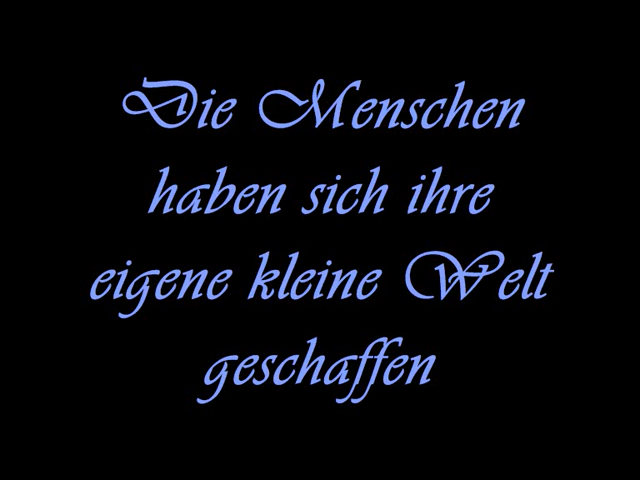 Die Menschen
haben sich ihre
eigene kleine Welt
geschaffen